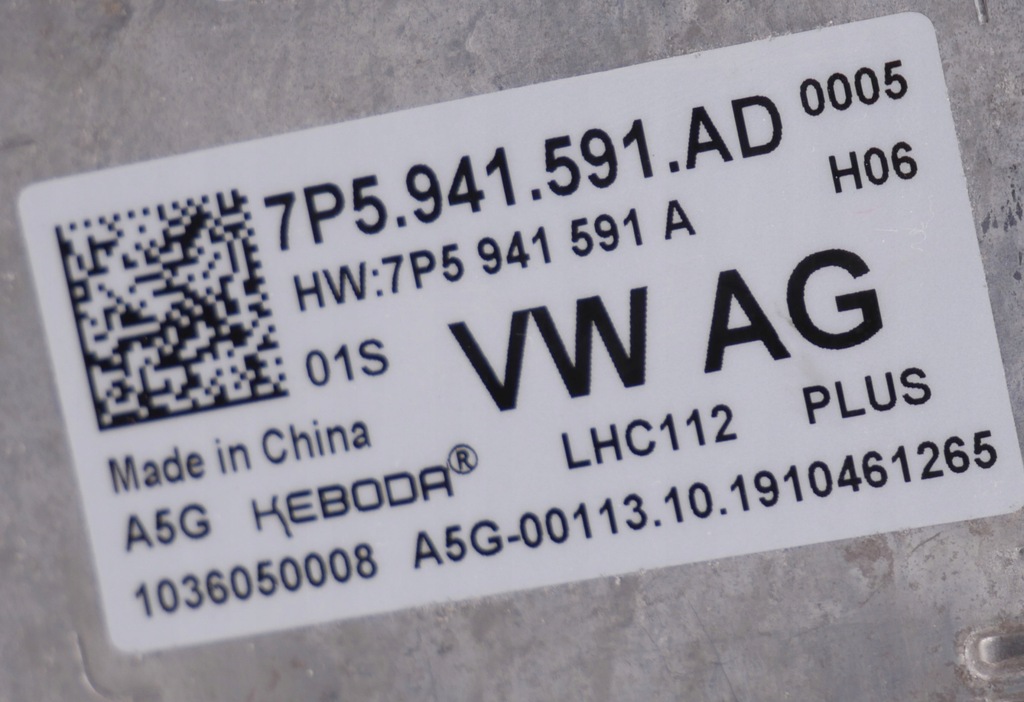 7P5.941.591.AD 0005
HW:7P5 941 591 A H06
01S VW AG
Made in China LHC112 PLUS
A5G KEBODA®
1036050008 A5G-00113.10.1910461265